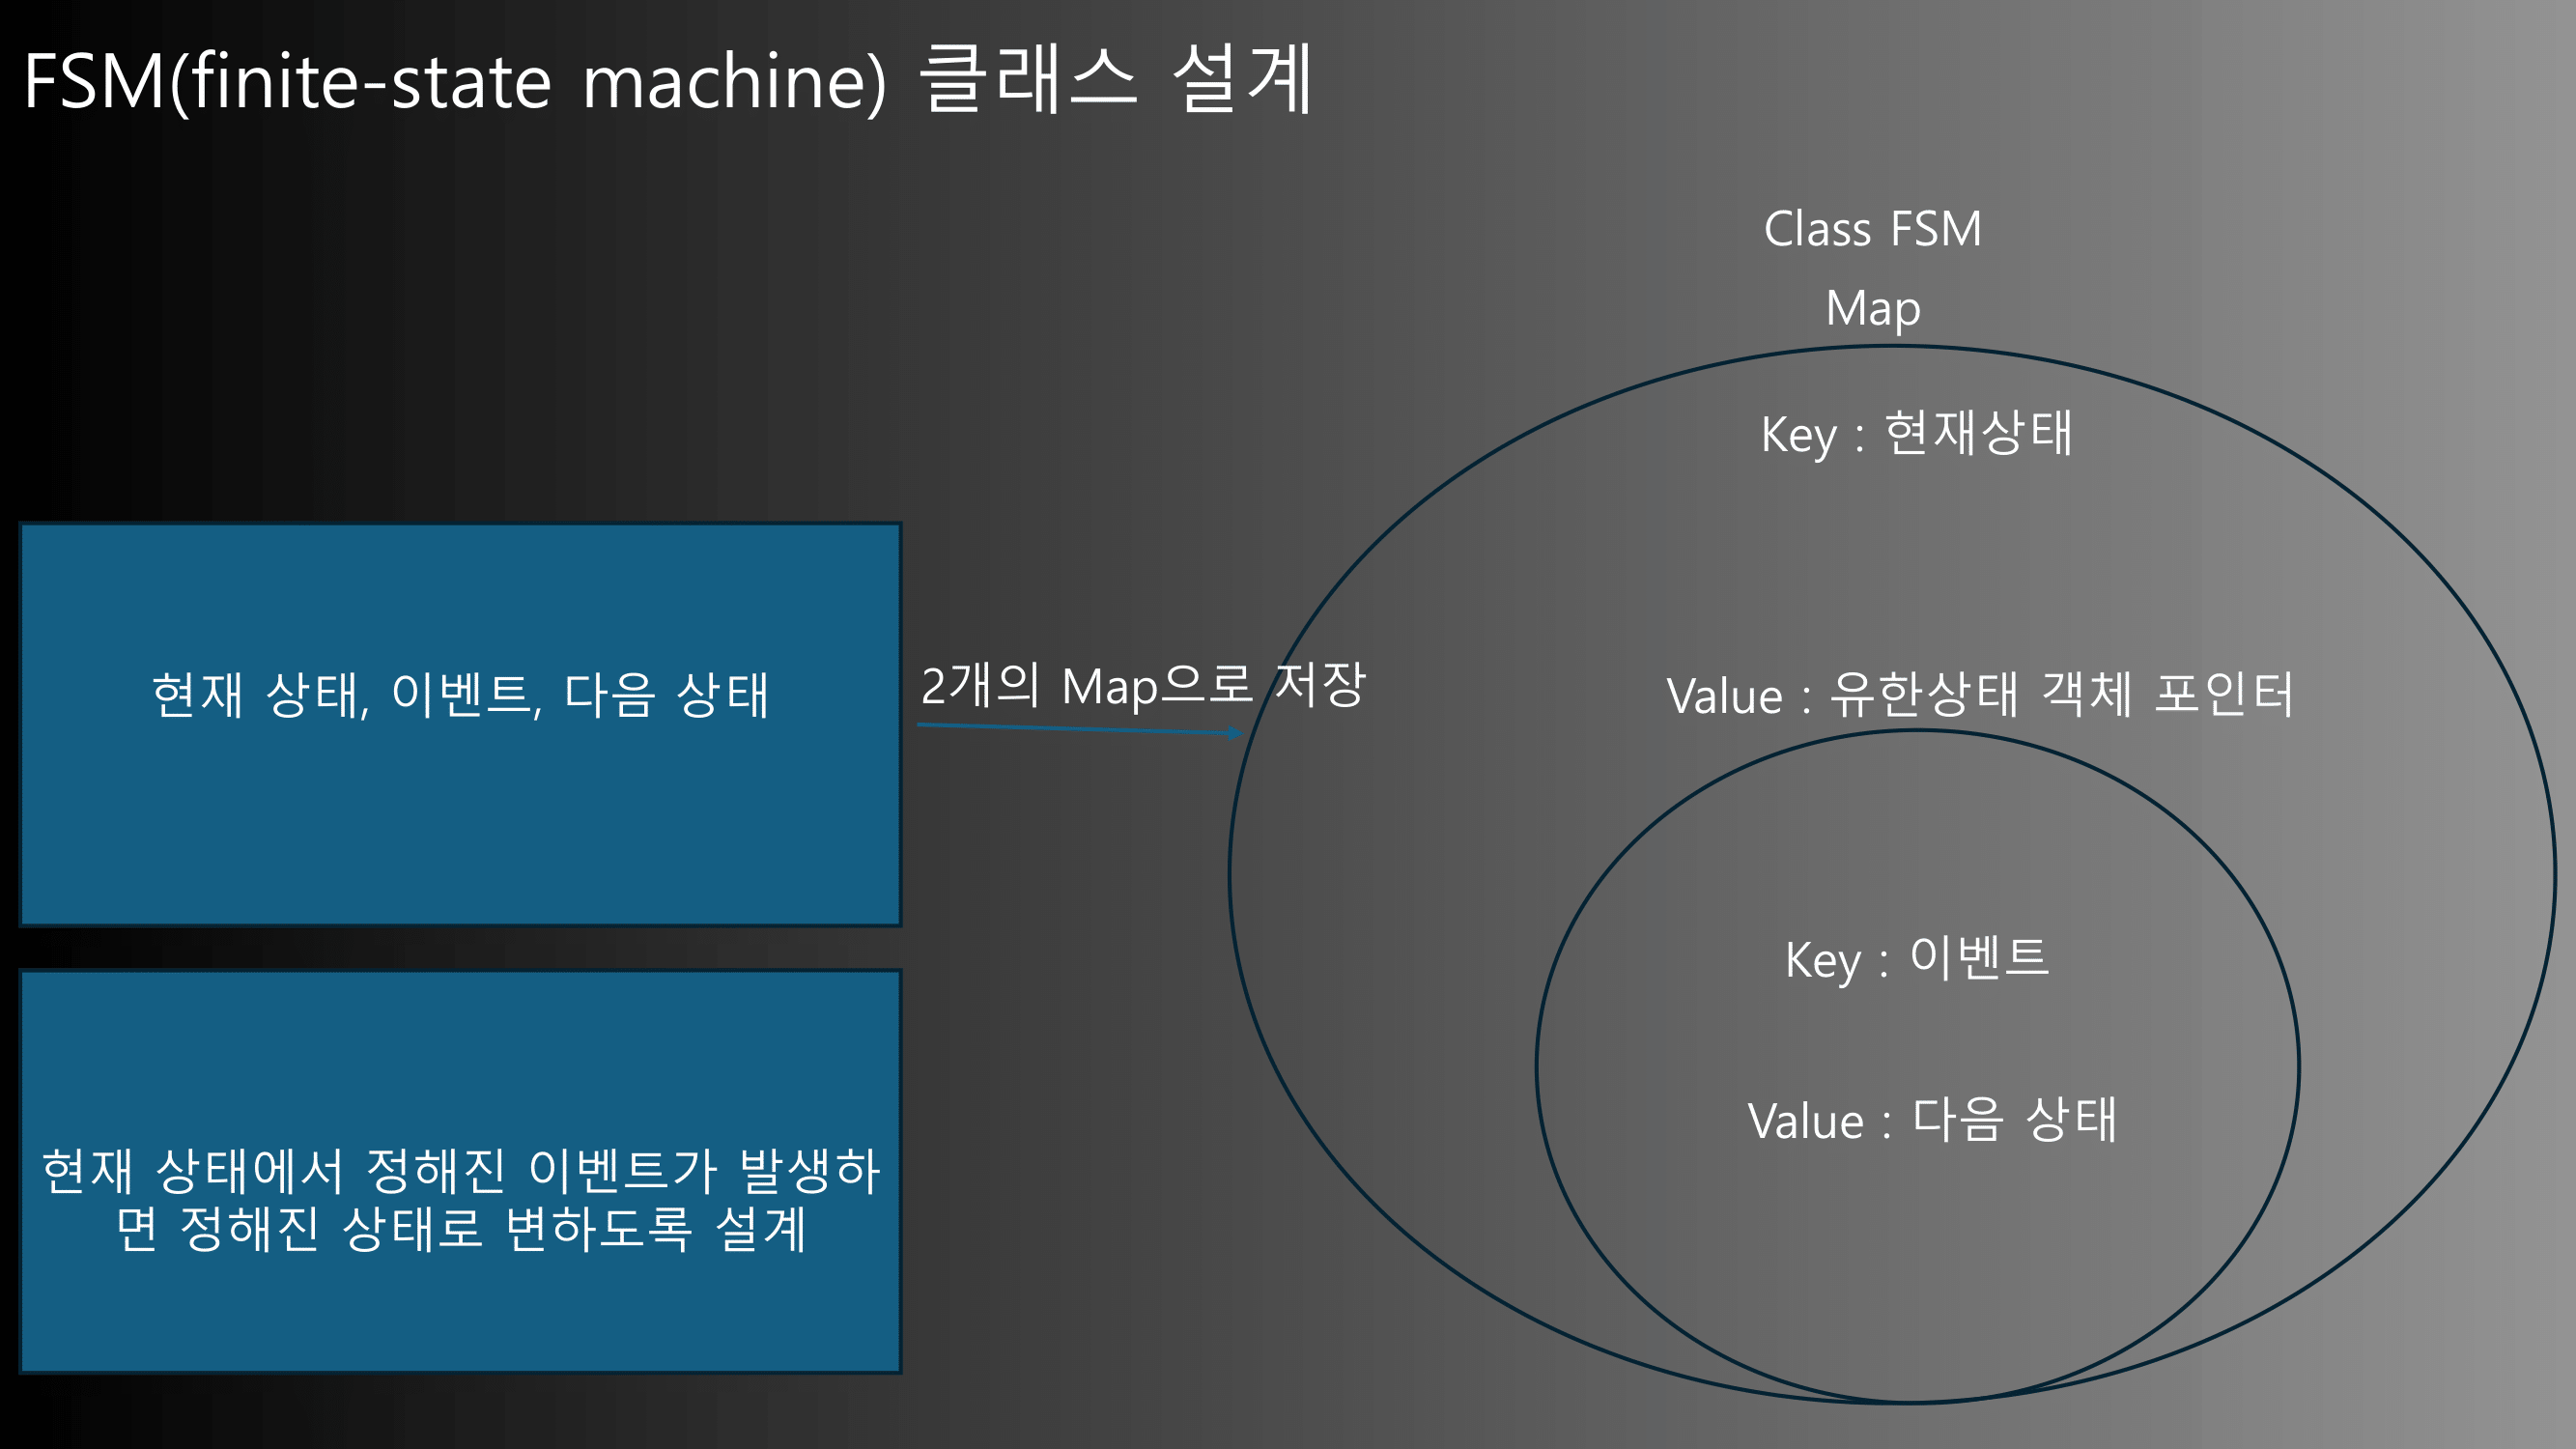 FSM(finite-state machine) 클래스 설계
현재 상태, 이벤트, 다음 상태
현재 상태에서 정해진 이벤트가 발생하
면 정해진 상태로 변하도록 설계
2개의 Map으로 저장
Class FSM
Map
Key : 현재상태
Value : 유한상태 객체 포인터
Key : 이벤트
Value : 다음 상태